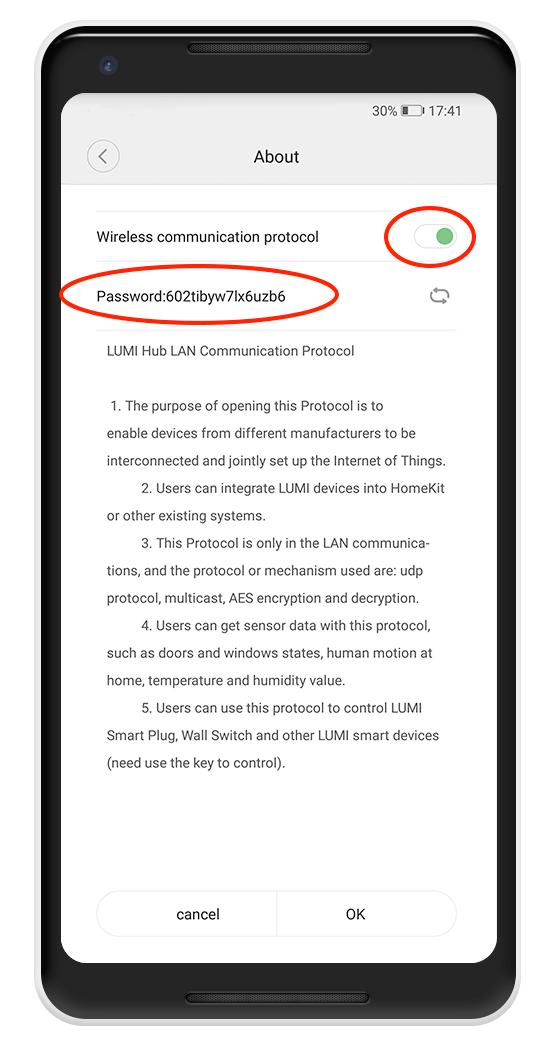 30% 17:41
About
Wireless communication protocol
Password:602tibyw7lx6uzb6
LUMI Hub LAN Communication Protocol
1. The purpose of opening this Protocol is to
enable devices from different manufacturers to be
interconnected and jointly set up the Internet of Things.
2. Users can integrate LUMI devices into HomeKit
or other existing systems.
3. This Protocol is only in the LAN communica-
tions, and the protocol or mechanism used are: udp
protocol, multicast, AES encryption and decryption.
4. Users can get sensor data with this protocol,
such as doors and windows states, human motion at
home, temperature and humidity value.
5. Users can use this protocol to control LUMI
Smart Plug, Wall Switch and other LUMI smart devices
(need use the key to control).
cancel OK